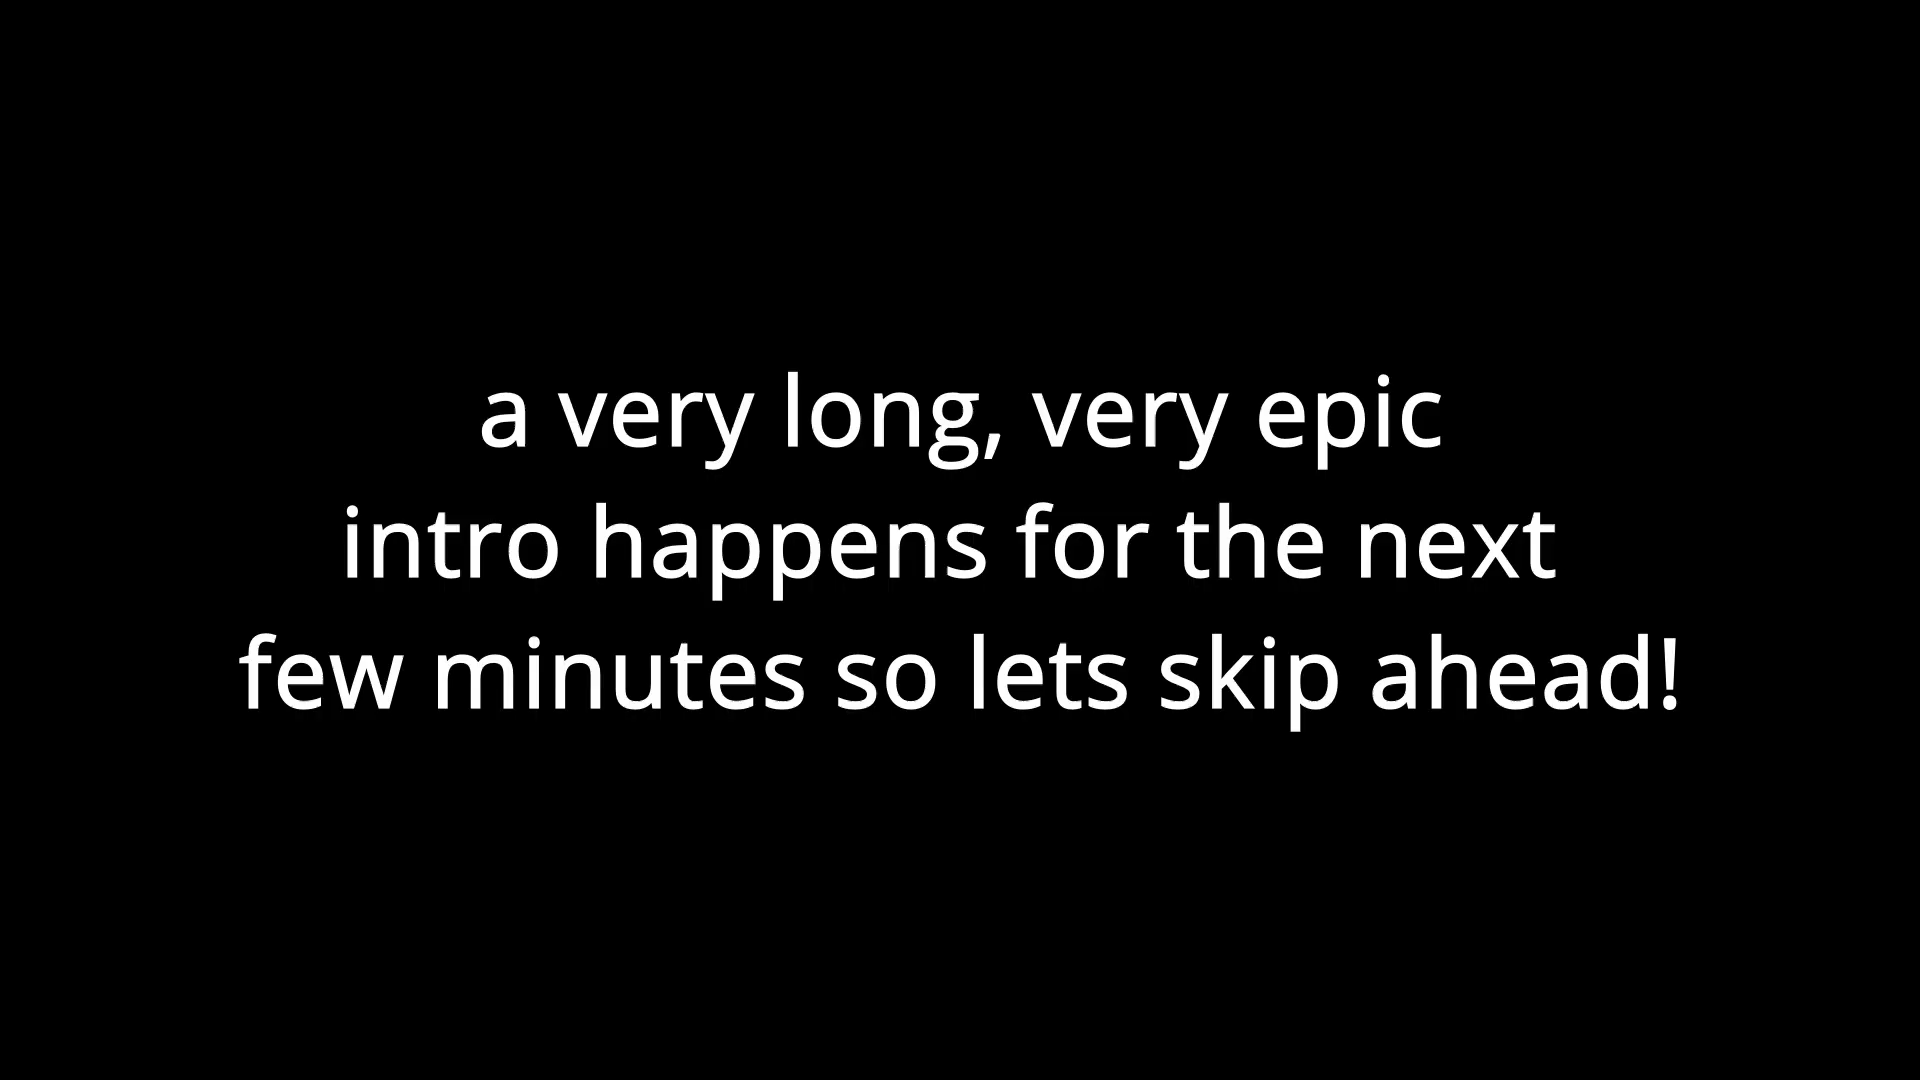 a very long, very epic
intro happens for the next
few minutes so lets skip ahead!